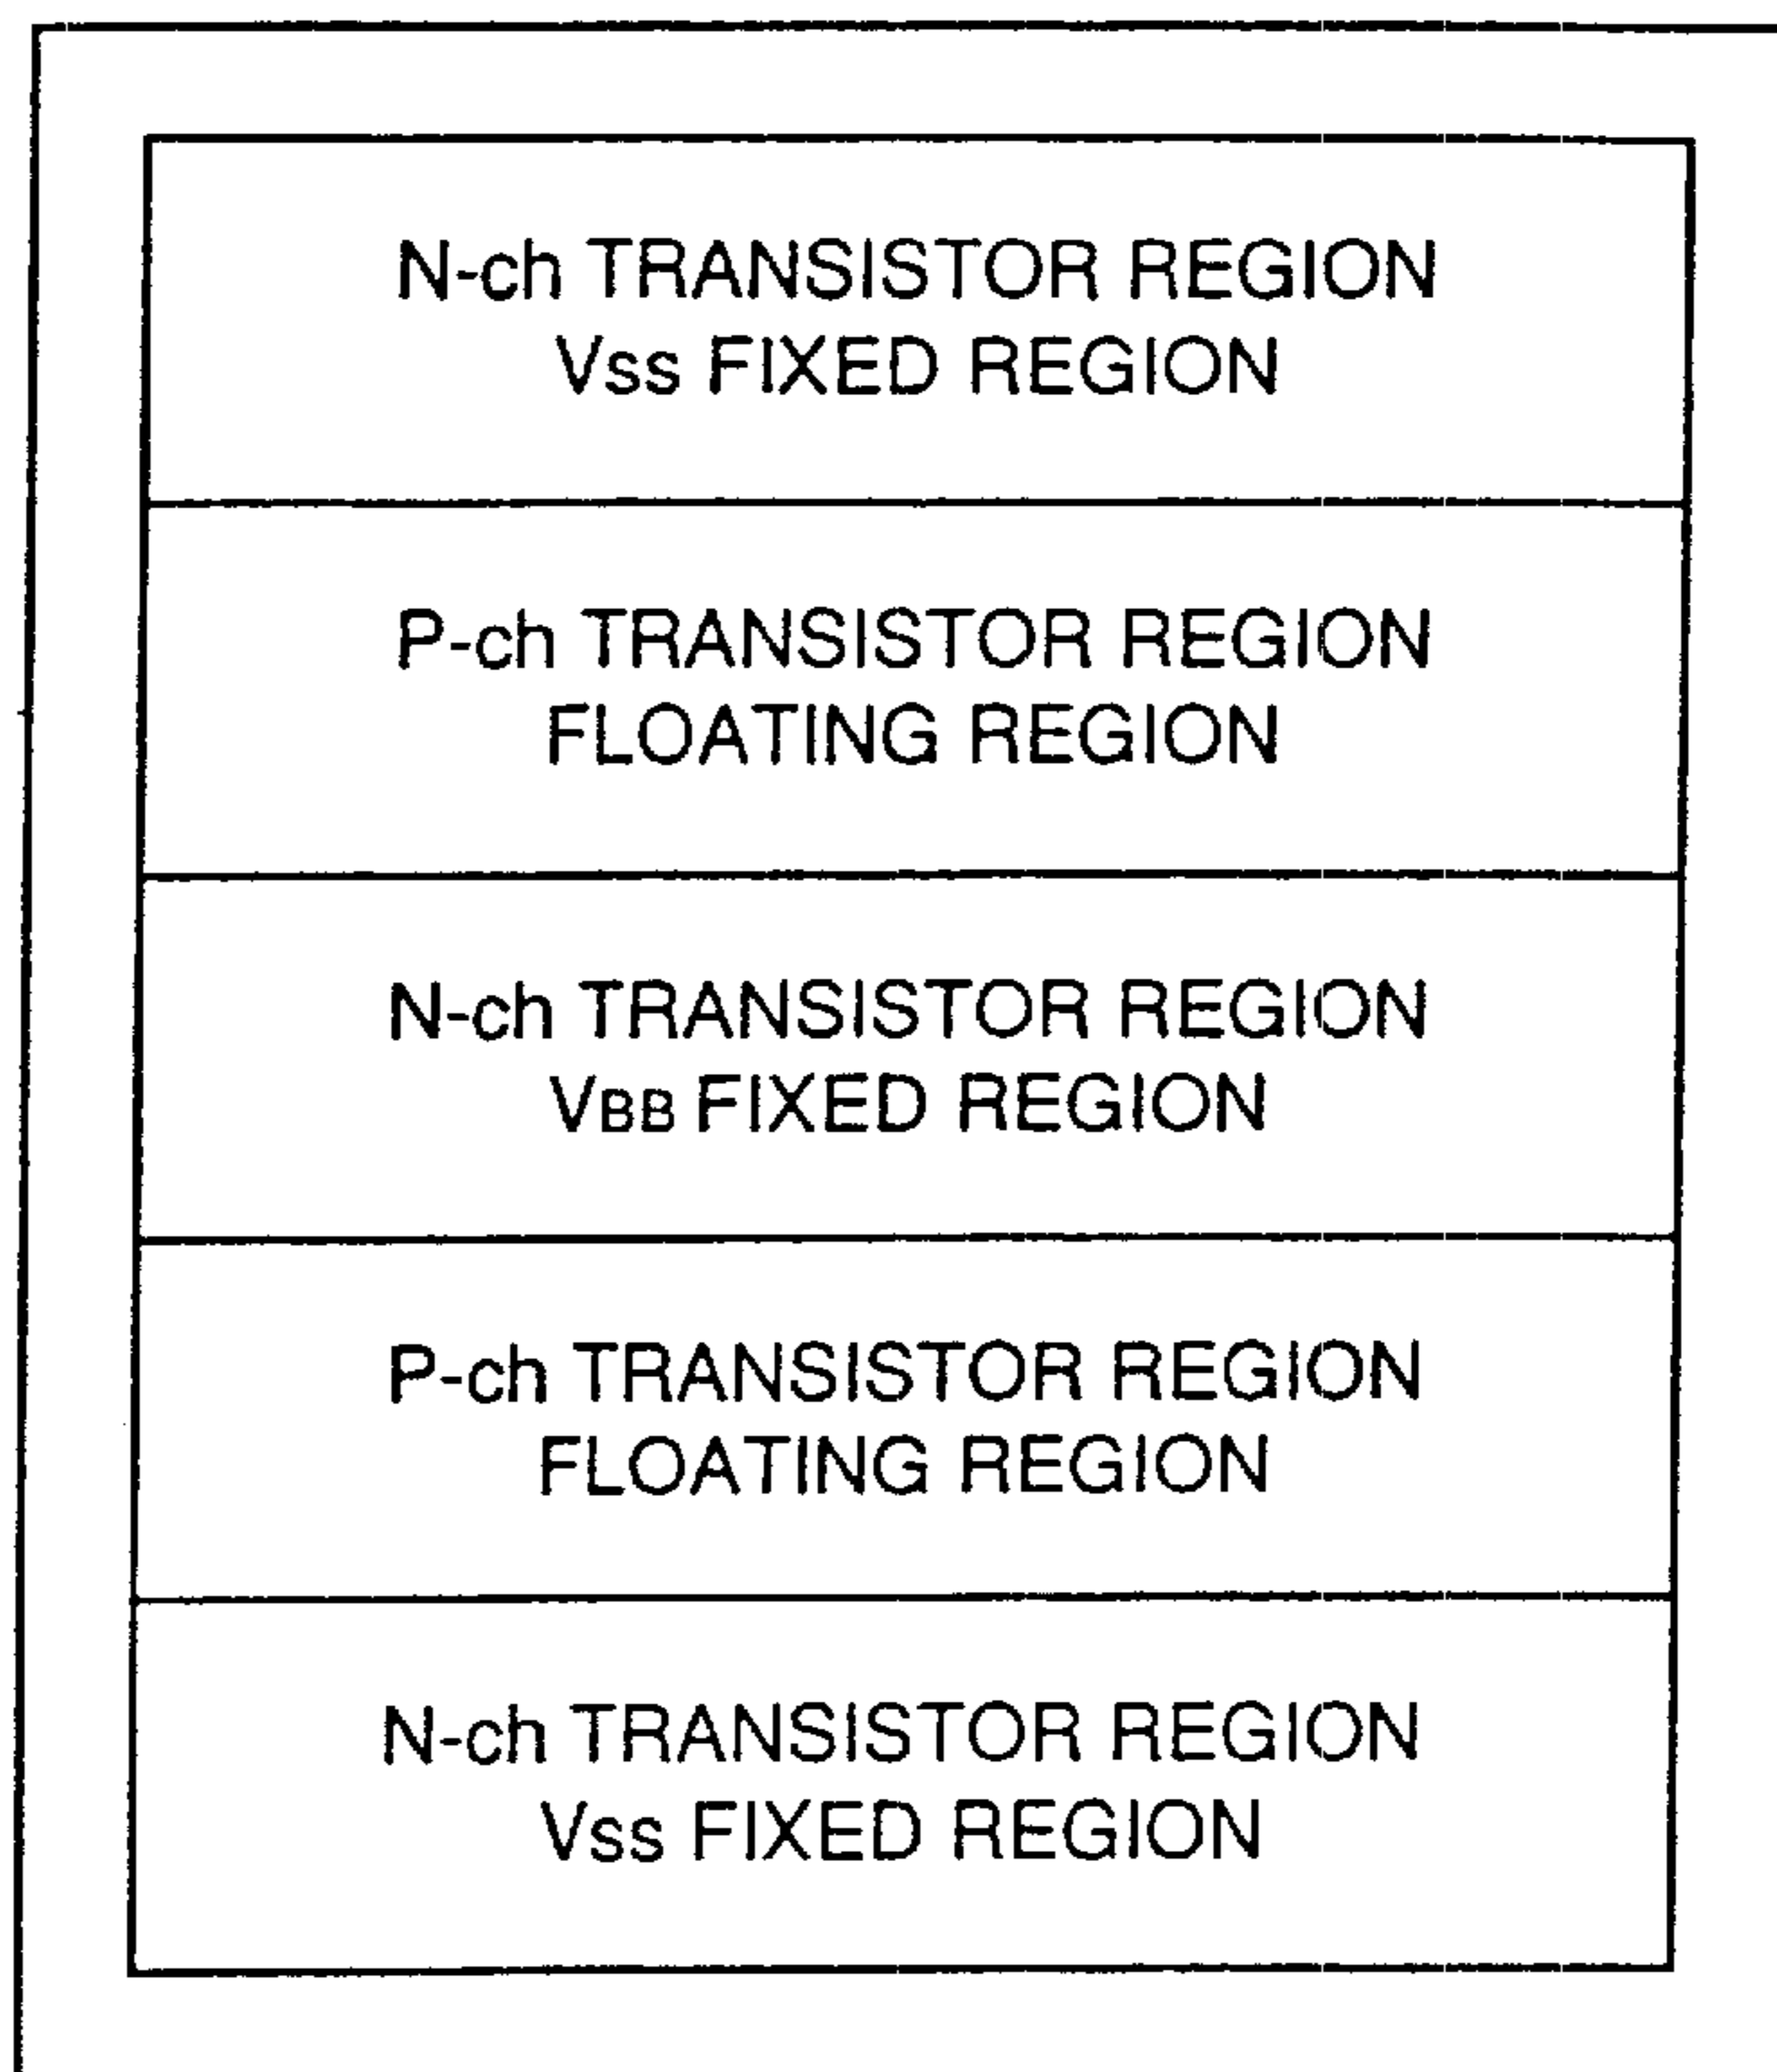 N-ch TRANSISTOR REGION
Vss FIXED REGION
P-ch TRANSISTOR REGION
FLOATING REGION
N-ch TRANSISTOR REGION
VBB FIXED REGION
P-ch TRANSISTOR REGION
FLOATING REGION
N-ch TRANSISTOR REGION
Vss FIXED REGION